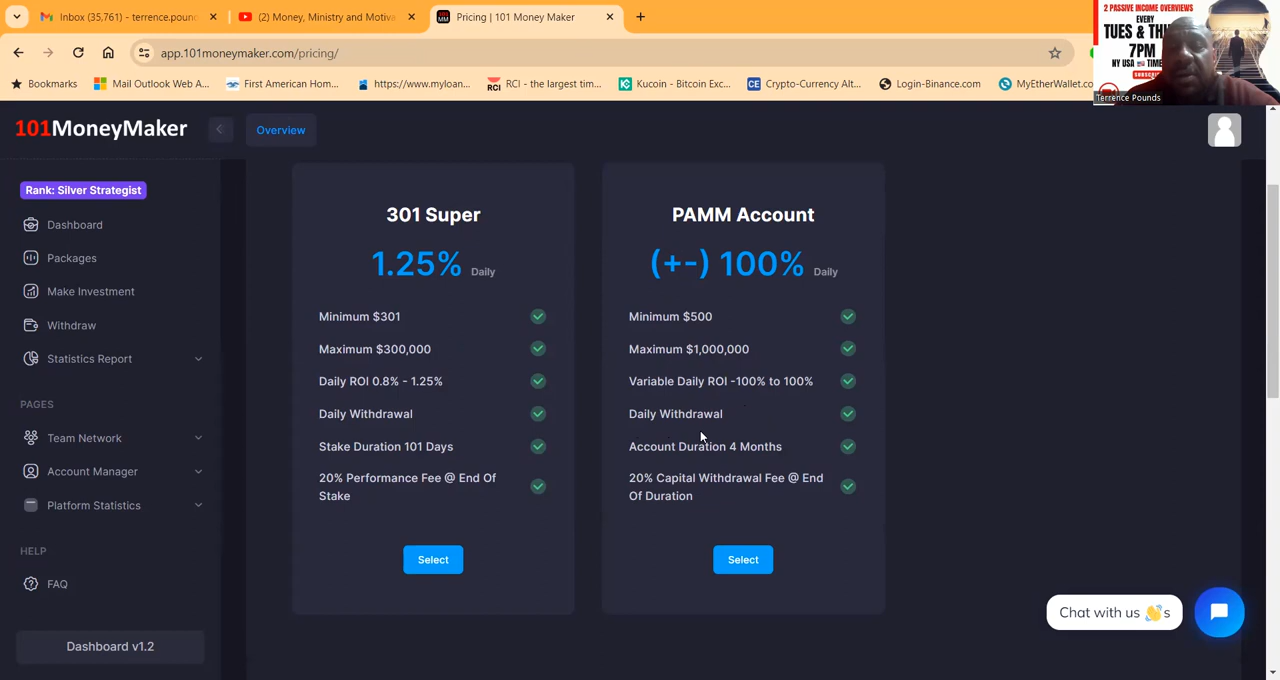 Inbox (35,761) - terrence.poun
(2) Money, Ministry and Motiva
Pricing | 101 Money Maker
app.101moneymaker.com/pricing/
Bookmarks
Mail Outlook Web A...
First American Hom...
https://www.myloan...
RCI - the largest tim...
Kucoin - Bitcoin Exc...
Crypto-Currency Alt...
Login-Binance.com
MyEtherWallet.co
2 PASSIVE INCOME OVERVIEWS
EVERY
TUES & TH
7PM
NY USA TIME
SUBSC
Terrence Pounds
101MoneyMaker
Overview
Rank: Silver Strategist
Dashboard
Packages
Make Investment
Withdraw
Statistics Report
PAGES
Team Network
Account Manager
Platform Statistics
HELP
FAQ
Dashboard v1.2
301 Super
1.25% Daily
Minimum $301
Maximum $300,000
Daily ROI 0.8% - 1.25%
Daily Withdrawal
Stake Duration 101 Days
20% Performance Fee @ End Of
Stake
Select
PAMM Account
(+-) 100% Daily
Minimum $500
Maximum $1,000,000
Variable Daily ROI -100% to 100%
Daily Withdrawal
Account Duration 4 Months
20% Capital Withdrawal Fee @ End
Of Duration
Select
Chat with us 👋s